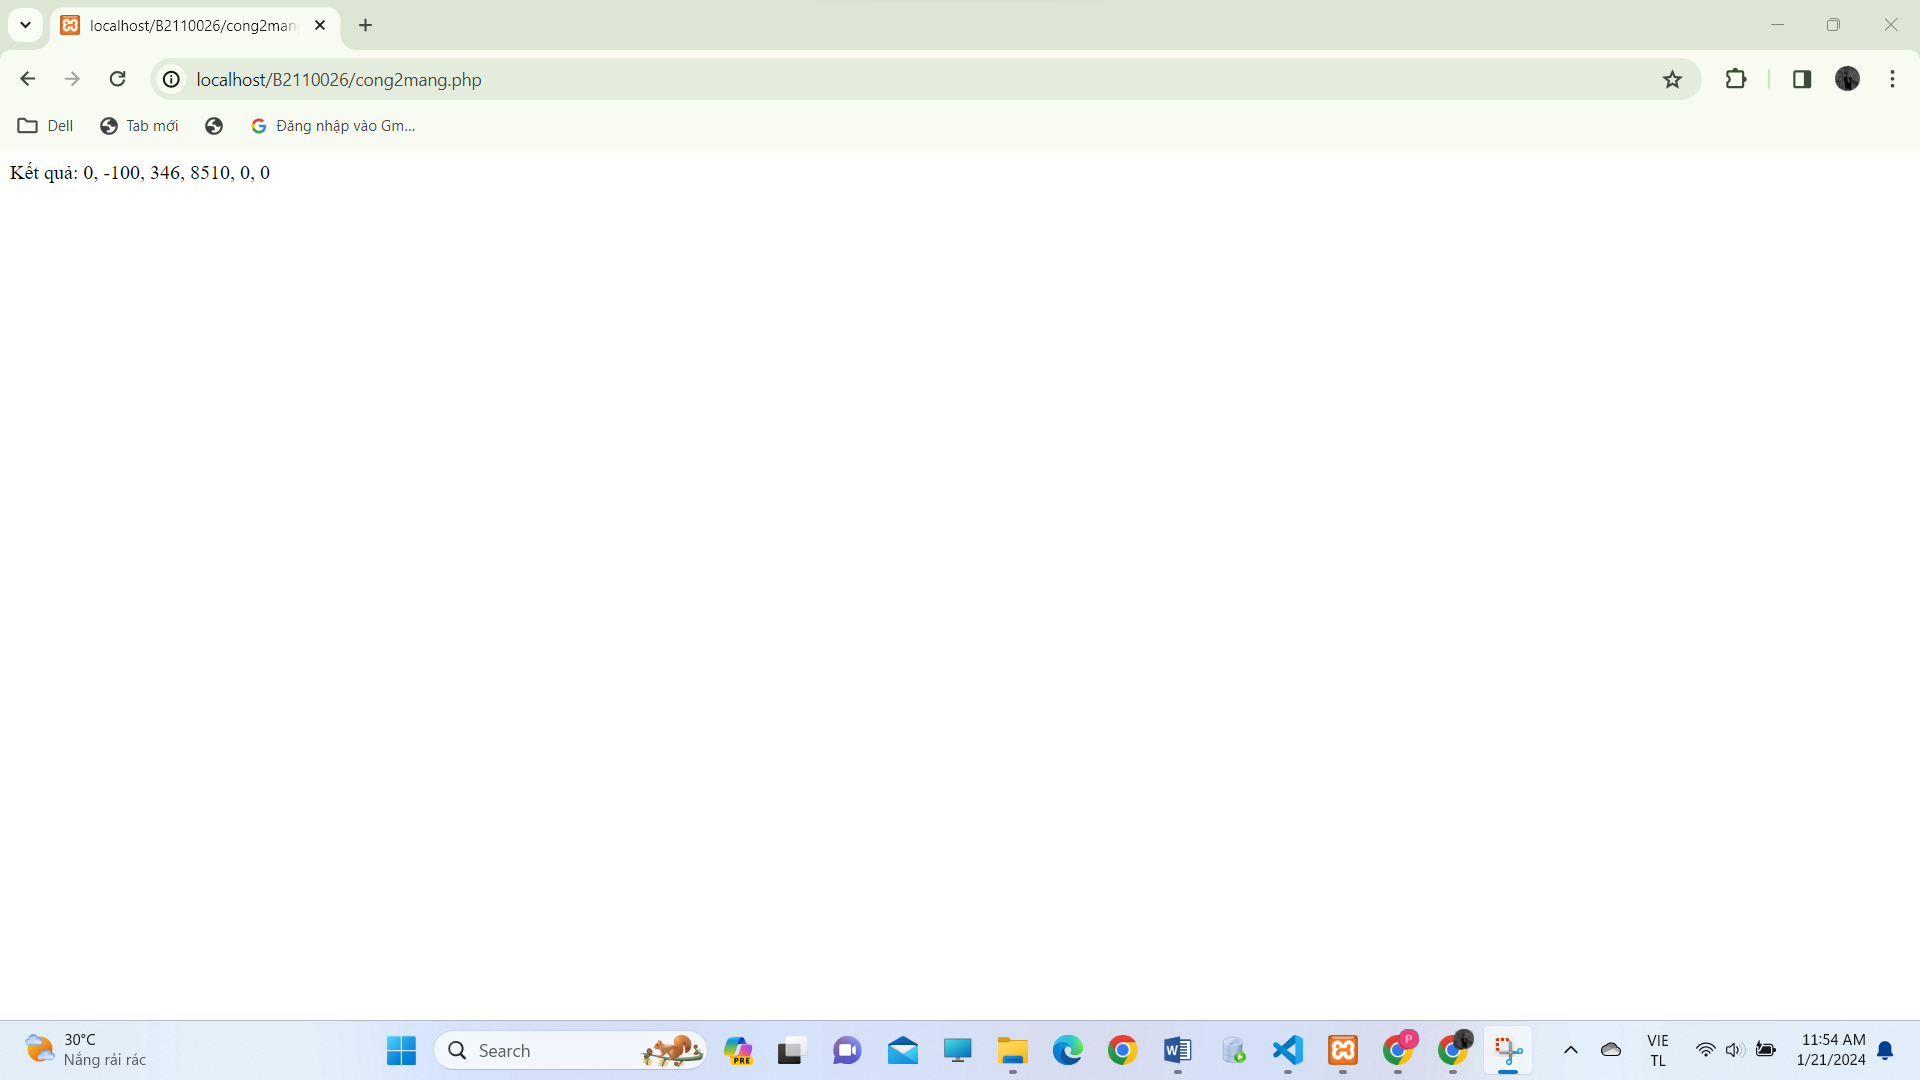 localhost/B2110026/cong2man
localhost/B2110026/cong2mang.php
Dell
Tab mới
Đăng nhập vào Gm...
Kết quả: 0, -100, 346, 8510, 0, 0
30°C
Nắng rải rác
Search
PRE
P
VIE
TL
11:54 AM
1/21/2024